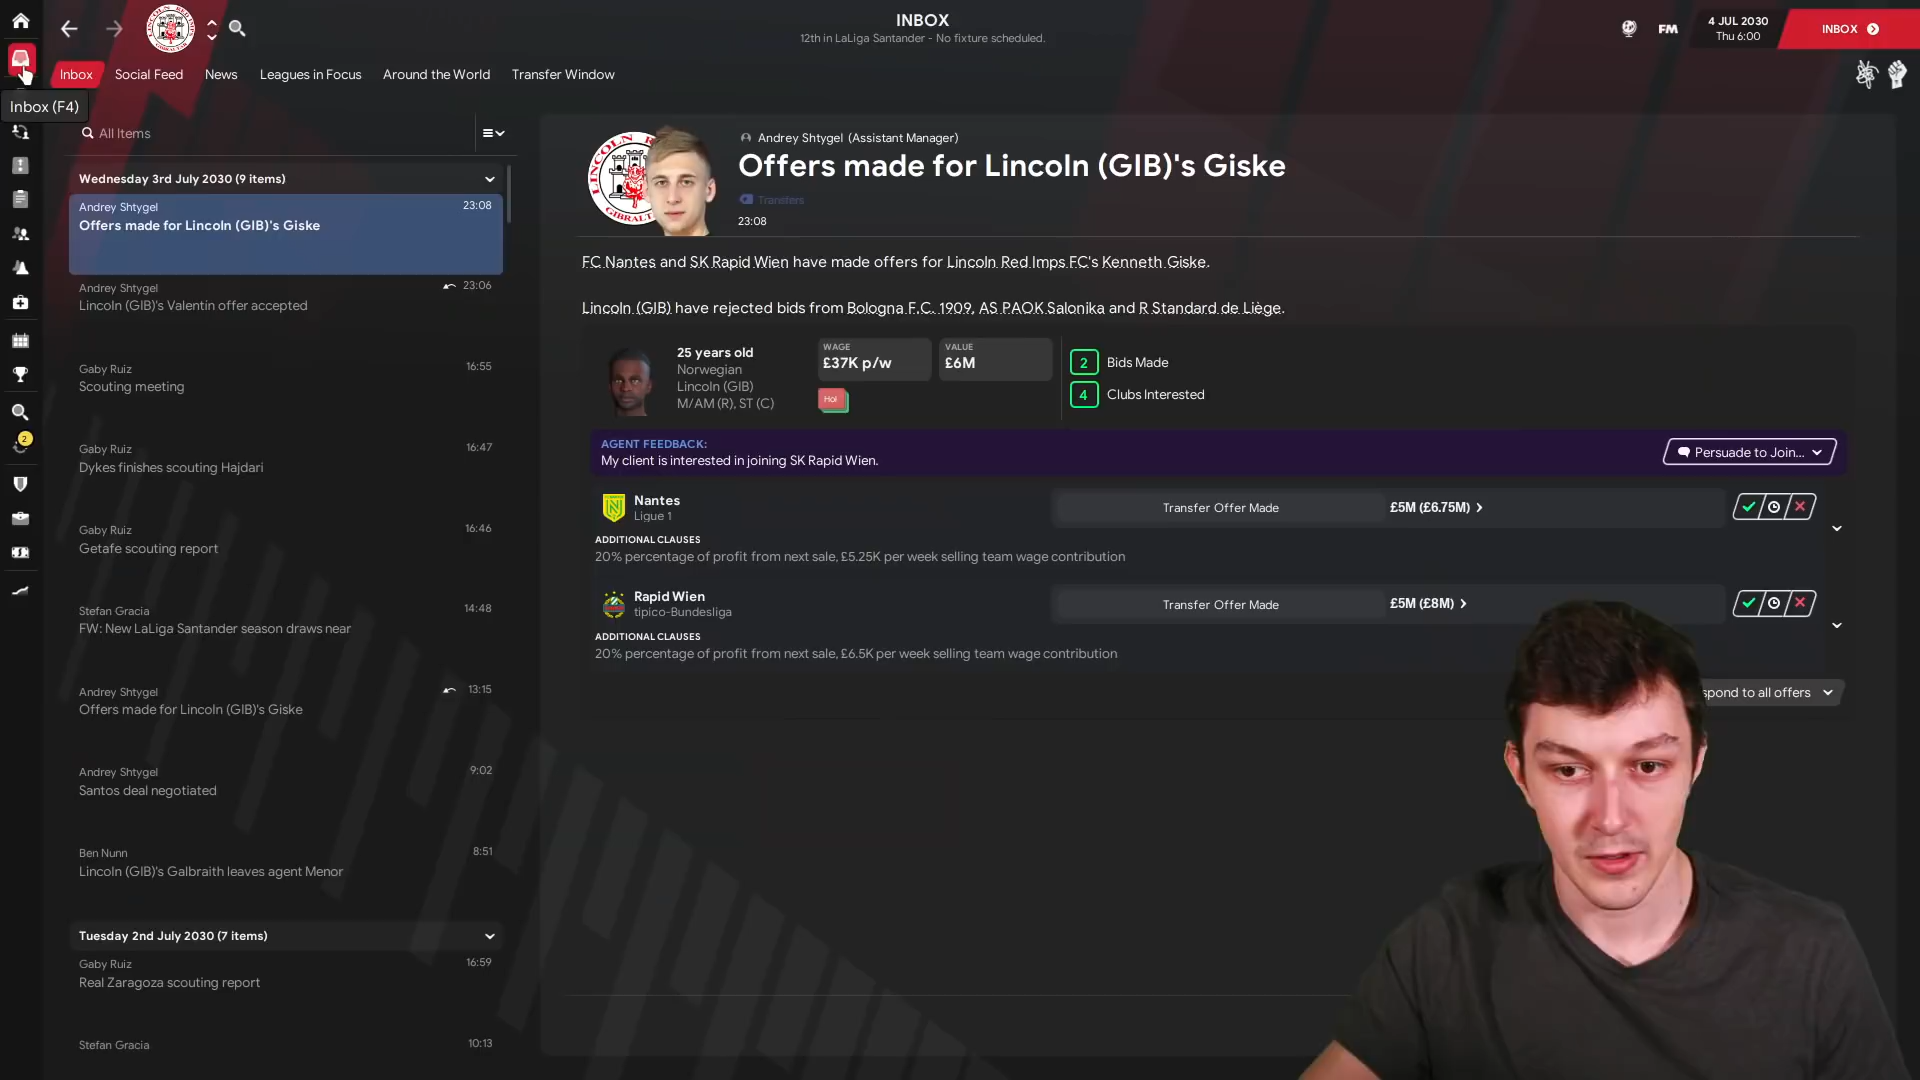 INBOX
12th in LaLiga Santander - No fixture scheduled.
FM
4 JUL 2030
Thu 6:00
INBOX
Inbox
Social Feed
News
Leagues in Focus
Around the World
Transfer Window
Inbox (F4)
All Items
2
Wednesday 3rd July 2030 (9 items)
Andrey Shtygel
23:08
Offers made for Lincoln (GIB)'s Giske
Andrey Shtygel
23:06
Lincoln (GIB)'s Valentín offer accepted
Gaby Ruiz
16:55
Scouting meeting
Gaby Ruiz
16:47
Dykes finishes scouting Hajdari
Gaby Ruiz
16:46
Getafe scouting report
Stefan Gracia
14:48
FW: New LaLiga Santander season draws near
Andrey Shtygel
13:15
Offers made for Lincoln (GIB)'s Giske
Andrey Shtygel
9:02
Santos deal negotiated
Ben Nunn
8:51
Lincoln (GIB)'s Galbraith leaves agent Menor
Tuesday 2nd July 2030 (7 items)
Gaby Ruiz
16:59
Real Zaragoza scouting report
Stefan Gracia
10:13
LINCOLN RE
GIBRALT
Andrey Shtygel (Assistant Manager)
Offers made for Lincoln (GIB)'s Giske
Transfers
23:08
FC Nantes and SK Rapid Wien have made offers for Lincoln Red Imps FC's Kenneth Giske.
Lincoln (GIB) have rejected bids from Bologna F.C. 1909, AS PAOK Salonika and R Standard de Liège.
25 years old
Norwegian
Lincoln (GIB)
M/AM (R), ST (C)
WAGE
£37K p/w
VALUE
£6M
Hol
2 Bids Made
4 Clubs Interested
AGENT FEEDBACK:
My client is interested in joining SK Rapid Wien.
Persuade to Join...
Nantes
Ligue 1
Transfer Offer Made
£5M (£6.75M)
ADDITIONAL CLAUSES
20% percentage of profit from next sale, £5.25K per week selling team wage contribution
Rapid Wien
tipico-Bundesliga
Transfer Offer Made
£5M (£8M)
ADDITIONAL CLAUSES
20% percentage of profit from next sale, £6.5K per week selling team wage contribution
spond to all offers